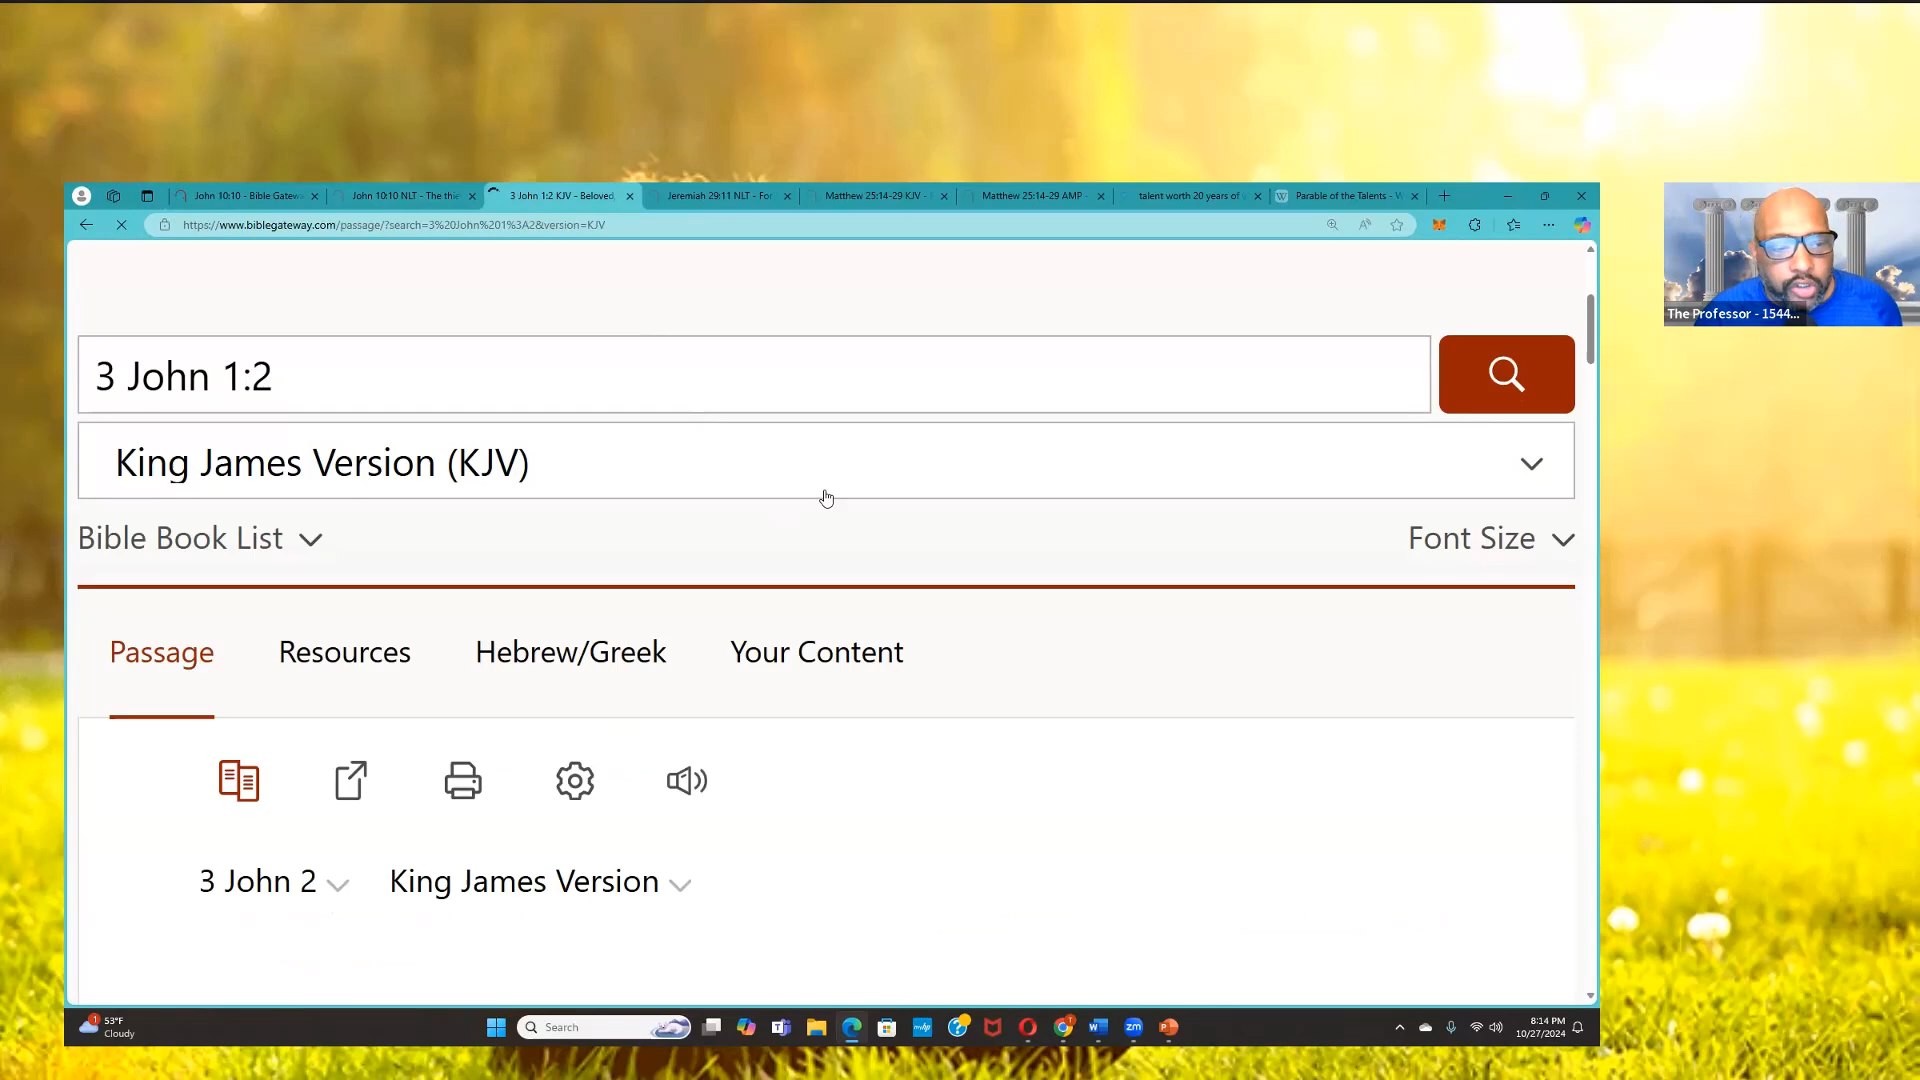 John 10:10 - Bible Gatew
John 10:10 NLT - The thie
3 John 1:2 KJV - Beloved,
Jeremiah 29:11 NLT - For
Matthew 25:14-29 KJV -
Matthew 25:14-29 AMP -
talent worth 20 years of
Parable of the Talents - W
https://www.biblegateway.com/passage/?search=3%20John%201%3A2&version=KJV
The Professor - 1544...
3 John 1:2
King James Version (KJV)
Bible Book List
Font Size
Passage
Resources
Hebrew/Greek
Your Content
3 John 2
King James Version
1
53°F
Cloudy
Search
8:14 PM
10/27/2024